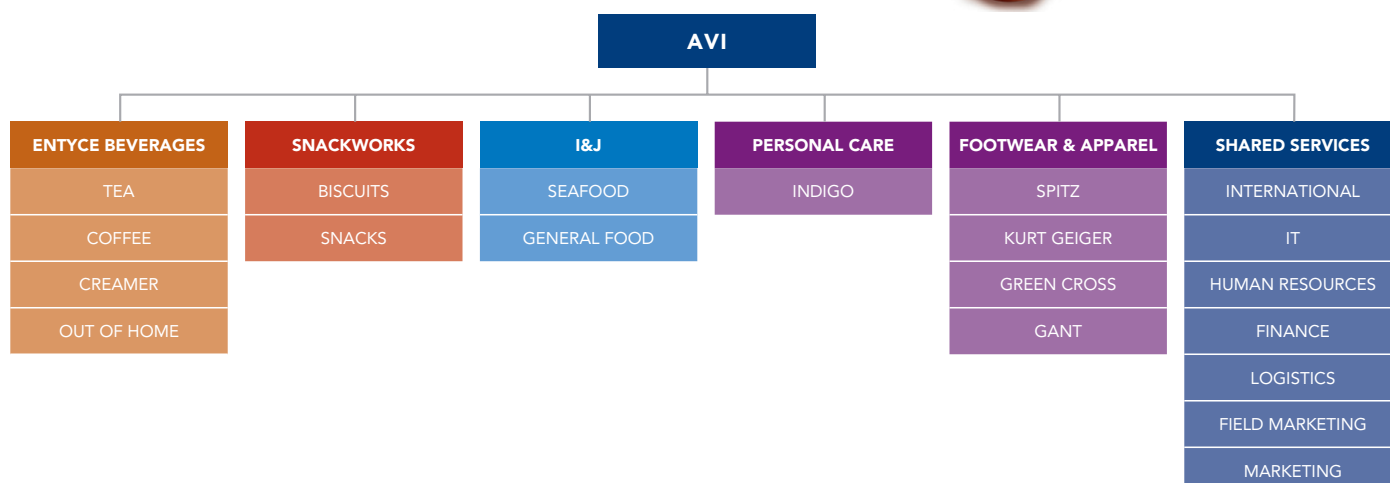 AVI
ENTYCE BEVERAGES
TEA
COFFEE
CREAMER
OUT OF HOME
SNACKWORKS
BISCUITS
SNACKS
I&J
SEAFOOD
GENERAL FOOD
PERSONAL CARE
INDIGO
FOOTWEAR & APPAREL
SPITZ
KURT GEIGER
GREEN CROSS
GANT
SHARED SERVICES
INTERNATIONAL
IT
HUMAN RESOURCES
FINANCE
LOGISTICS
FIELD MARKETING
MARKETING